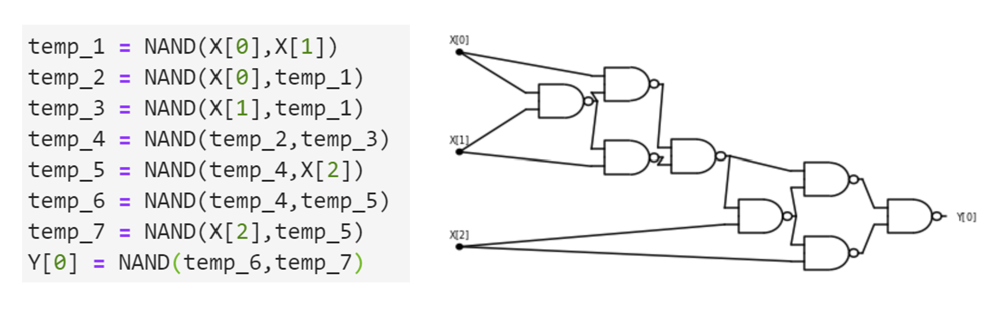 temp_1 = NAND(X[0],X[1])
temp_2 = NAND(X[0],temp_1)
temp_3 = NAND(X[1],temp_1)
temp_4 = NAND(temp_2,temp_3)
temp_5 = NAND(temp_4,X[2])
temp_6 = NAND(temp_4,temp_5)
temp_7 = NAND(X[2],temp_5)
Y[0] = NAND(temp_6,temp_7)
X[0]
X[1]
X[2]
Y[0]